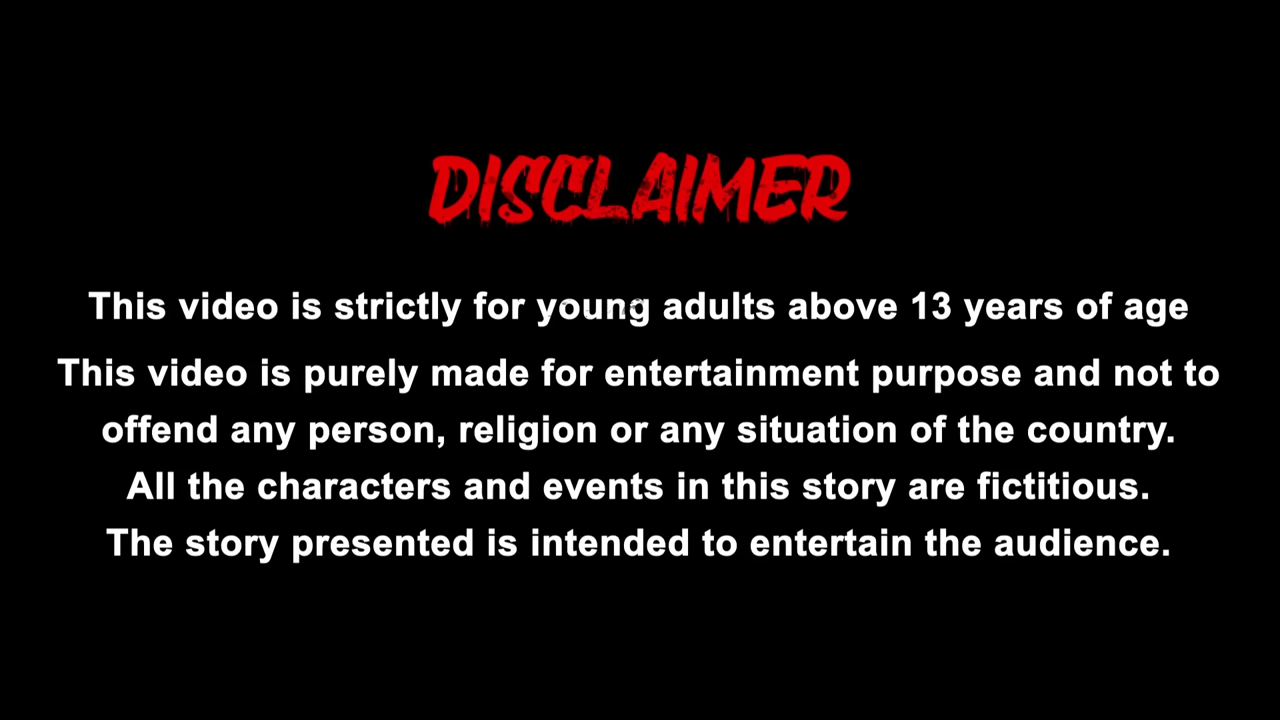 DISCLAIMER
This video is strictly for young adults above 13 years of age
This video is purely made for entertainment purpose and not to
offend any person, religion or any situation of the country.
All the characters and events in this story are fictitious.
The story presented is intended to entertain the audience.